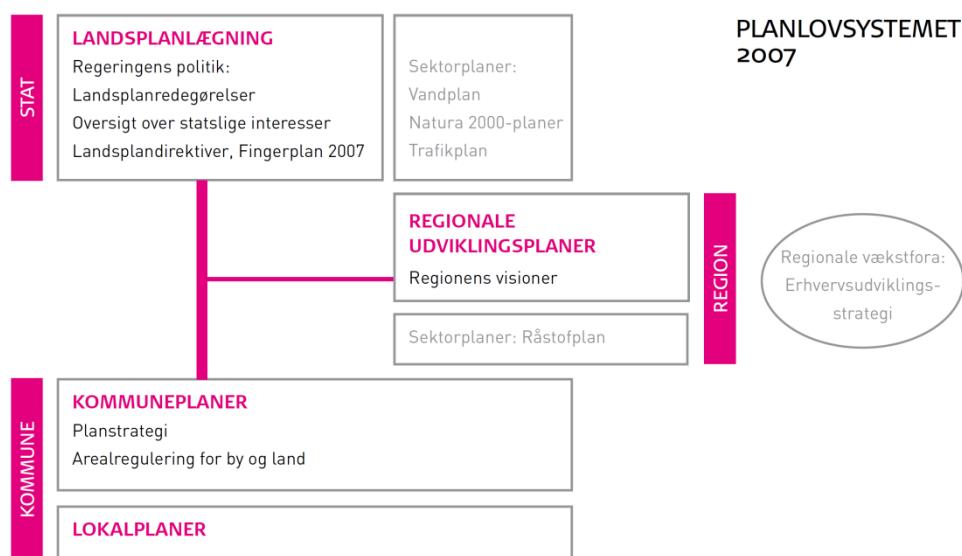 PLANLOVSYSTEMET
2007
STAT
LANDSPLANLÆGNING
Regeringens politik:
Landsplanredegørelser
Oversigt over statslige interesser
Landsplandirektiver, Fingerplan 2007
Sektorplaner:
Vandplan
Natura 2000-planer
Trafikplan
REGIONALE
UDVIKLINGSPLANER
Regionens visioner
Sektorplaner: Råstofplan
REGION
Regionale vækstfora:
Erhvervsudviklings-
strategi
KOMMUNE
KOMMUNEPLANER
Planstrategi
Arealregulering for by og land
LOKALPLANER